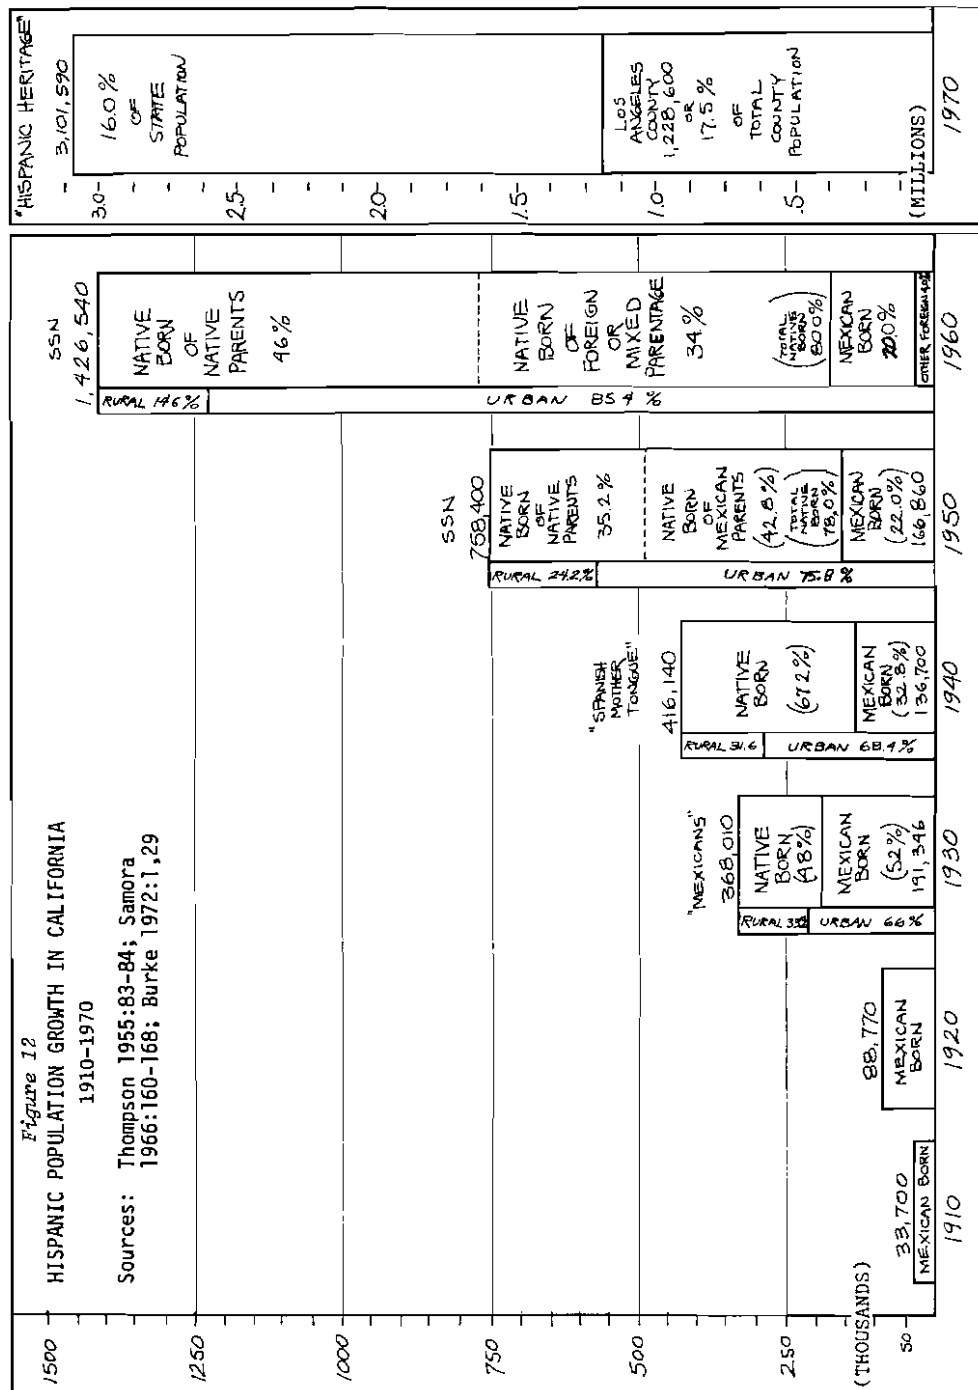 Figure 12
HISPANIC POPULATION GROWTH IN CALIFORNIA
1910-1970
Sources: Thompson 1955:83-84; Samora
1966:160-168; Burke 1972:1,29
1500
1250
1000
750
500
250
(THOUSANDS)
50
33,700
MEXICAN BORN
1910
88,770
MEXICAN
BORN
1920
"MEXICANS"
368,010
NATIVE
BORN
(48%)
MEXICAN
BORN
(52%)
191,346
RURAL
URBAN 66%
1930
"SPANISH
MOTHER
TONGUE"
416,140
NATIVE
BORN
(67.2%)
MEXICAN
BORN
(32.8%)
136,700
RURAL 31.6
URBAN 68.4%
1940
SSN
758,400
NATIVE
BORN
OF
NATIVE
PARENTS
35.2%
NATIVE
BORN
OF
MEXICAN
PARENTS
(42.8%)
(TOTAL
NATIVE
BORN
78.0%)
MEXICAN
BORN
(22.0%)
166,860
RURAL 24.2%
URBAN 75.8%
1950
SSN
1,426,540
NATIVE
BORN
OF
NATIVE
PARENTS
46%
NATIVE
BORN
OF
FOREIGN
OR
MIXED
PARENTAGE
34%
(TOTAL
NATIVE
BORN
80.0%)
MEXICAN
BORN
20.0%
OTHER FOREIGN
RURAL 14.6%
URBAN 85.4%
1960
"HISPANIC HERITAGE"
3,101,590
16.0%
OF
STATE
POPULATION
LOS
ANGELES
COUNTY
1,228,600
OR
17.5%
OF
TOTAL
COUNTY
POPULATION
3.0
2.5
2.0
1.5
1.0
.5
(MILLIONS)
1970